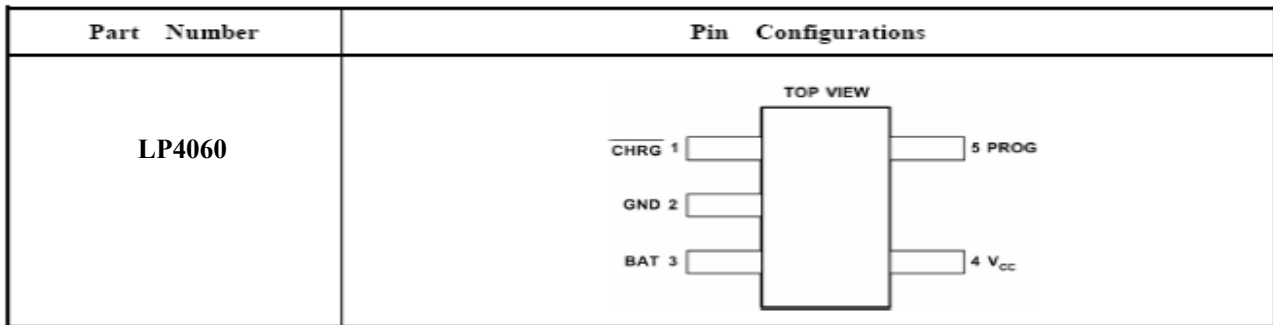 Part Number
Pin Configurations
LP4060
TOP VIEW
CHRG 1
5 PROG
GND 2
BAT 3
4 VCC